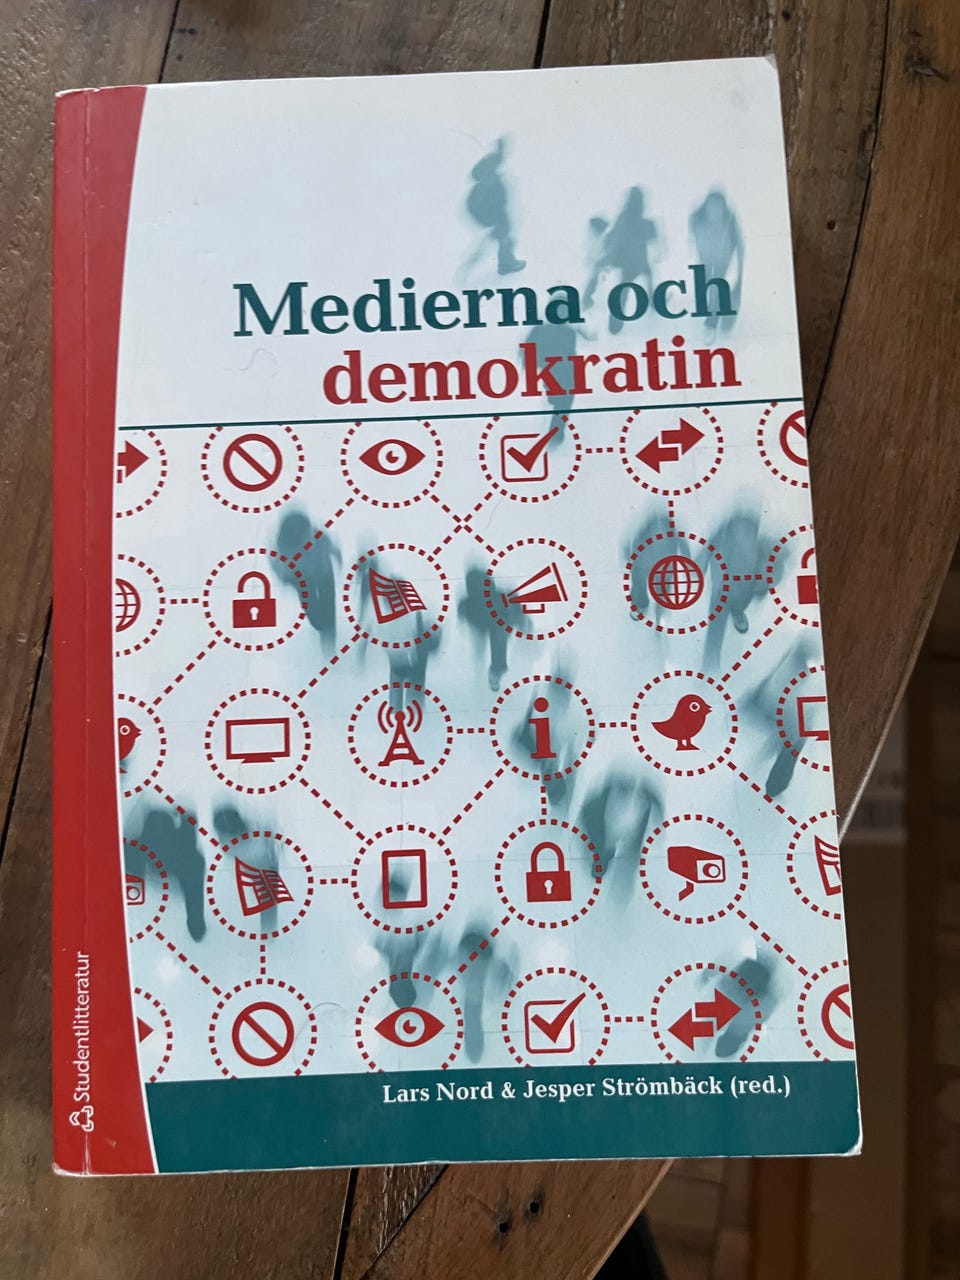 Medierna och
demokratin
Lars Nord & Jesper Strömbäck (red.)
Studentlitteratur